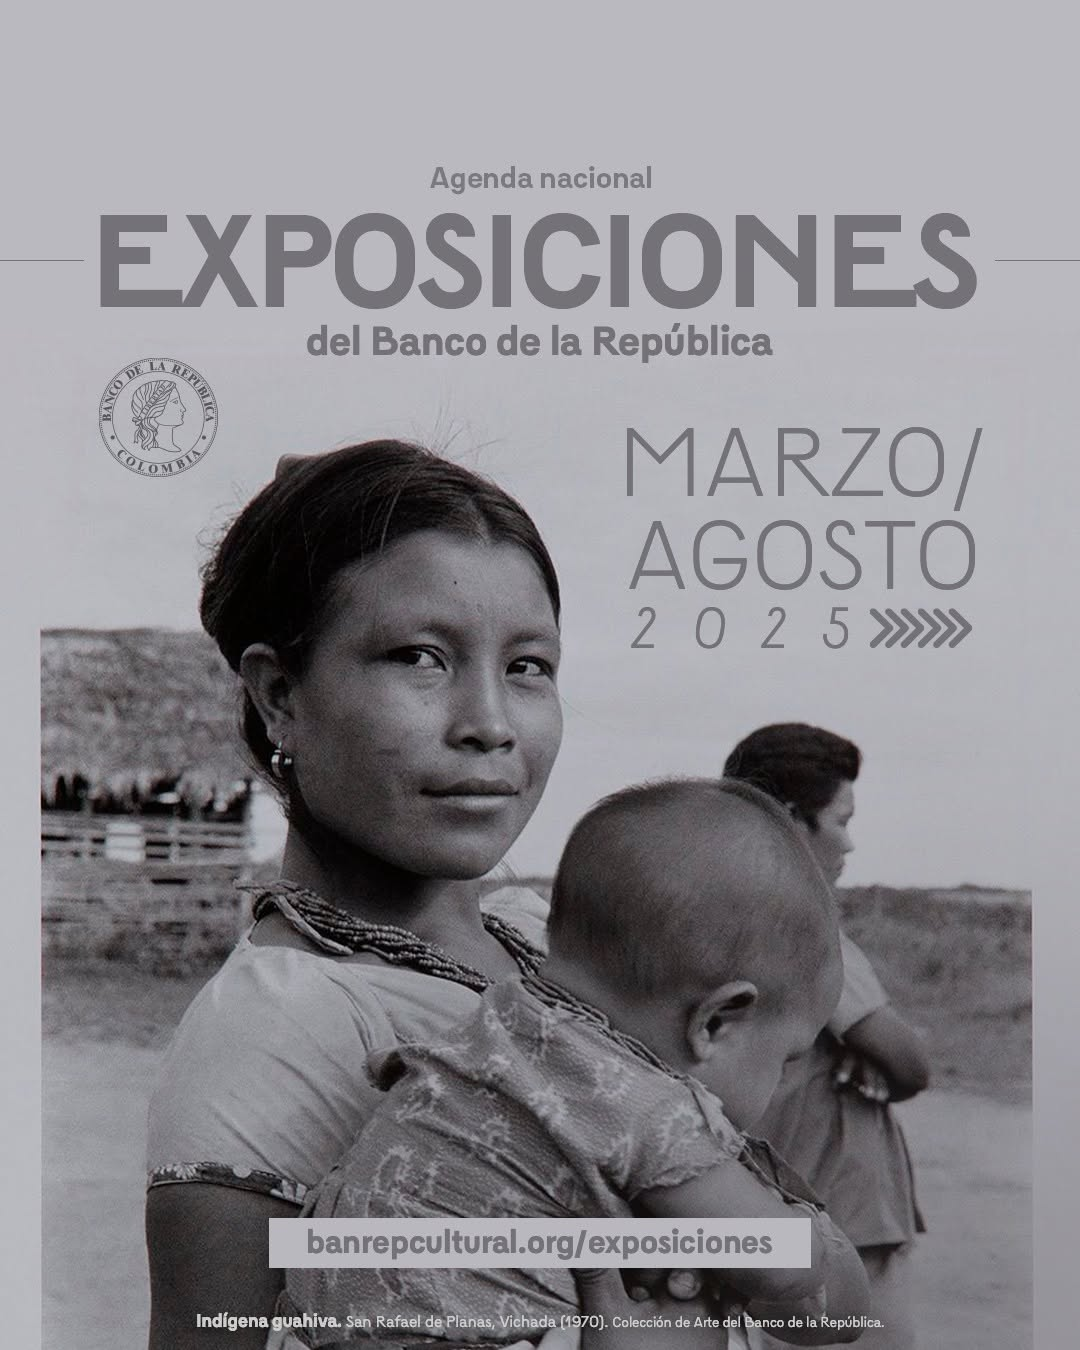 Agenda nacional
EXPOSICIONES
del Banco de la República
BANCO DE LA REPUBLICA
COLOMBIA
MARZO/
AGOSTO
2025
banrepcultural.org/exposiciones
Indígena guahiva. San Rafael de Planas, Vichada (1970). Colección de Arte del Banco de la República.